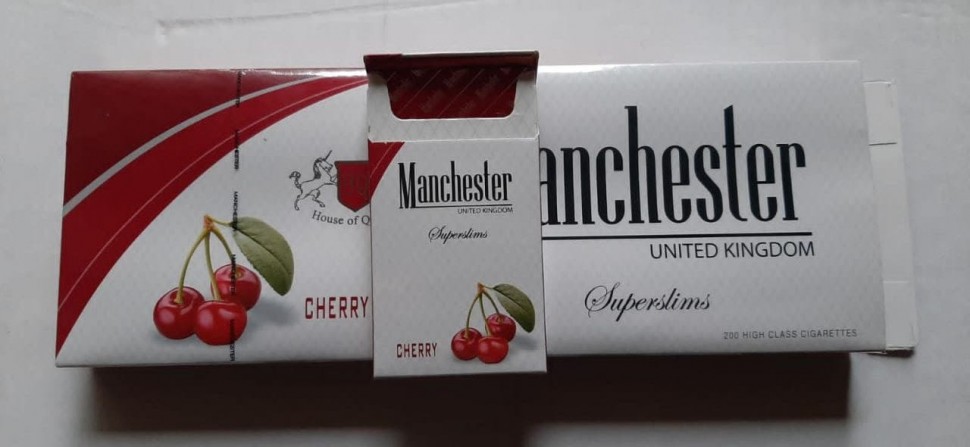 House of Q
CHERRY
Manchester
UNITED KINGDOM
Superslims
CHERRY
anchester
UNITED KINGDOM
Superslims
200 HIGH CLASS CIGARETTES